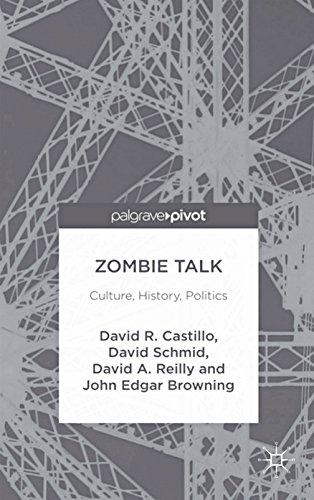 palgrave▸pivot
ZOMBIE TALK
Culture, History, Politics
David R. Castillo,
David Schmid,
David A. Reilly and
John Edgar Browning